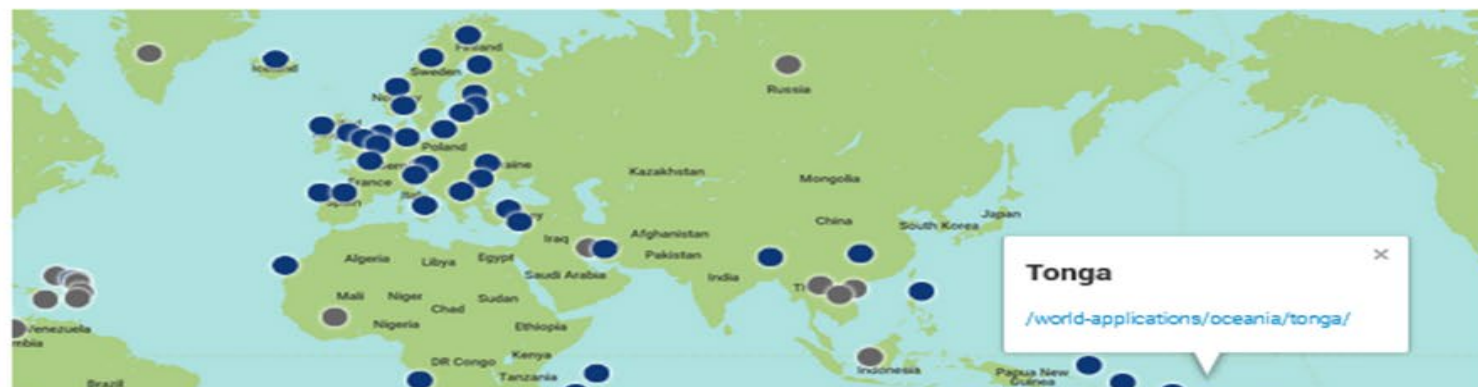 Iceland
Finland
Sweden
Russia
Poland
France
Kazakhstan
Mongolia
China
South Korea
Japan
Iraq
Afghanistan
Pakistan
Algeria
Libya
Egypt
Saudi Arabia
India
Mali
Niger
Chad
Sudan
Nigeria
Ethiopia
Venezuela
DR Congo
Kenya
Tanzania
Indonesia
Papua New
Guinea
Brazil
Tonga
×
/world-applications/oceania/tonga/